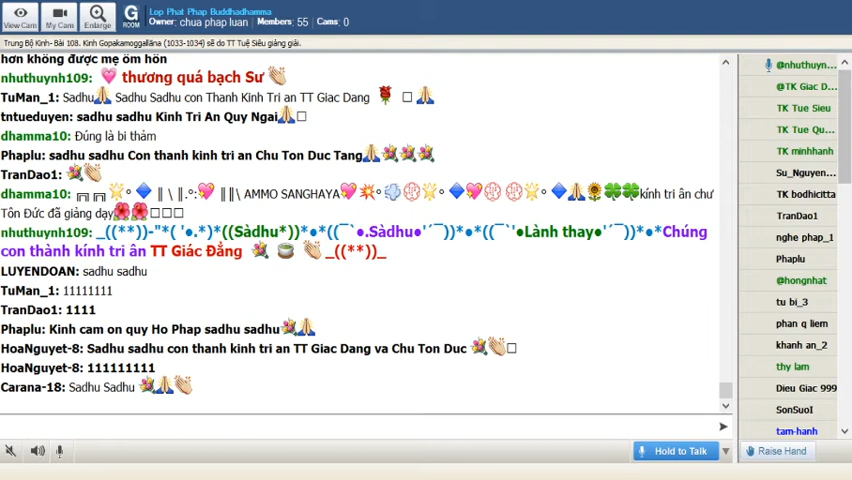 View Cam
My Cam
Enlarge
G
ROOM
Lop Phat Phap Buddhadhamma
Owner: chua phap luan Members: 55 Cams: 0
Trung Bộ Kinh- Bài 108. Kinh Gopakamoggallāna (1033-1034) sẽ do TT Tuệ Siêu giảng giải.
hơn không được mẹ ôm hôn
nhuthuynh109: 💖 thương quá bạch Sư 👏
TuMan_1: Sadhu🙏 Sadhu Sadhu con Thanh Kinh Tri an TT Giac Dang 🌹 □ 🙏
tntueduyen: sadhu sadhu Kinh Tri An Quy Ngai🙏□
dhamma10: Đúng là bi thảm
Phaplu: sadhu sadhu Con thanh kinh tri an Chu Ton Duc Tang🙏💐💐💐
TranDao1: 💐👏
dhamma10: ╔╗╔╗ 🌟° 🔷 ║ \ ║\ .°:💖 ║║\ AMMO SANGHAYA💖💥° 💨💮🌟° 🔷💖💮💮🌟° 🔷🙏🌻🍀🍀kính tri ân chư
Tôn Đức đã giảng dạy🌺🌺□□□
nhuthuynh109: _((**))-"*( '●.*)*((Sàdhu*))*●*((¯`●.Sàdhu●'´¯))*●*((¯`'●Lành thay●'´¯))*●*Chúng
con thành kính tri ân TT Giác Đẳng 💐 🍵 👏 _((**))_
LUYENDOAN: sadhu sadhu
TuMan_1: 11111111
TranDao1: 1111
Phaplu: Kinh cam on quy Ho Phap sadhu sadhu💐🙏
HoaNguyet-8: Sadhu sadhu con thanh kinh tri an TT Giac Dang va Chu Ton Duc 💐👏□
HoaNguyet-8: 111111111
Carana-18: Sadhu Sadhu 💐🙏👏
Hold to Talk
@nhuthuyn...
@TK Giac D...
TK Tue Sieu
TK Tue Qu...
TK minhhanh
Su_Nguyen...
TK bodhicitta
TranDao1
nghe phap_1
Phaplu
@hongnhat
tu bi_3
phan q liem
khanh an_2
thy lam
Dieu Giac 999
SonSuoI
tam-hanh
Raise Hand